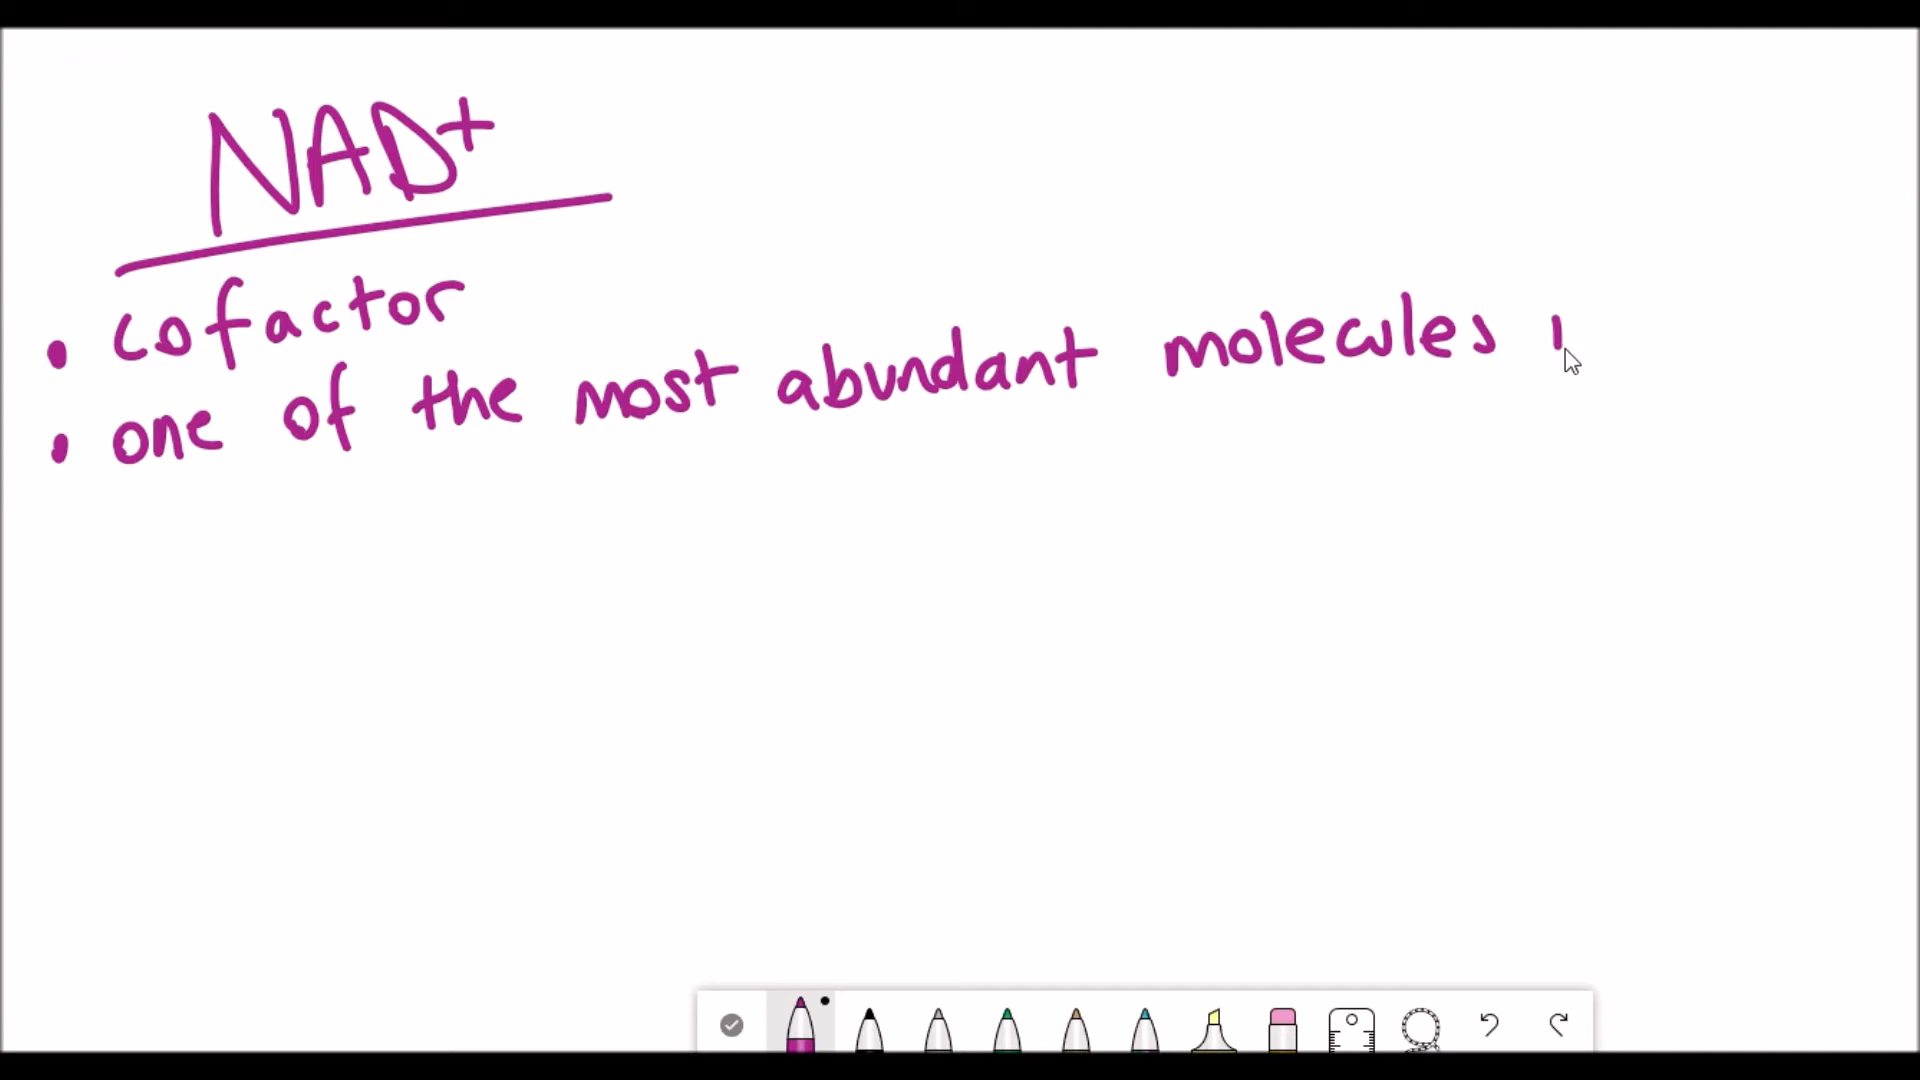 NAD+
• cofactor
• one of the most abundant molecules